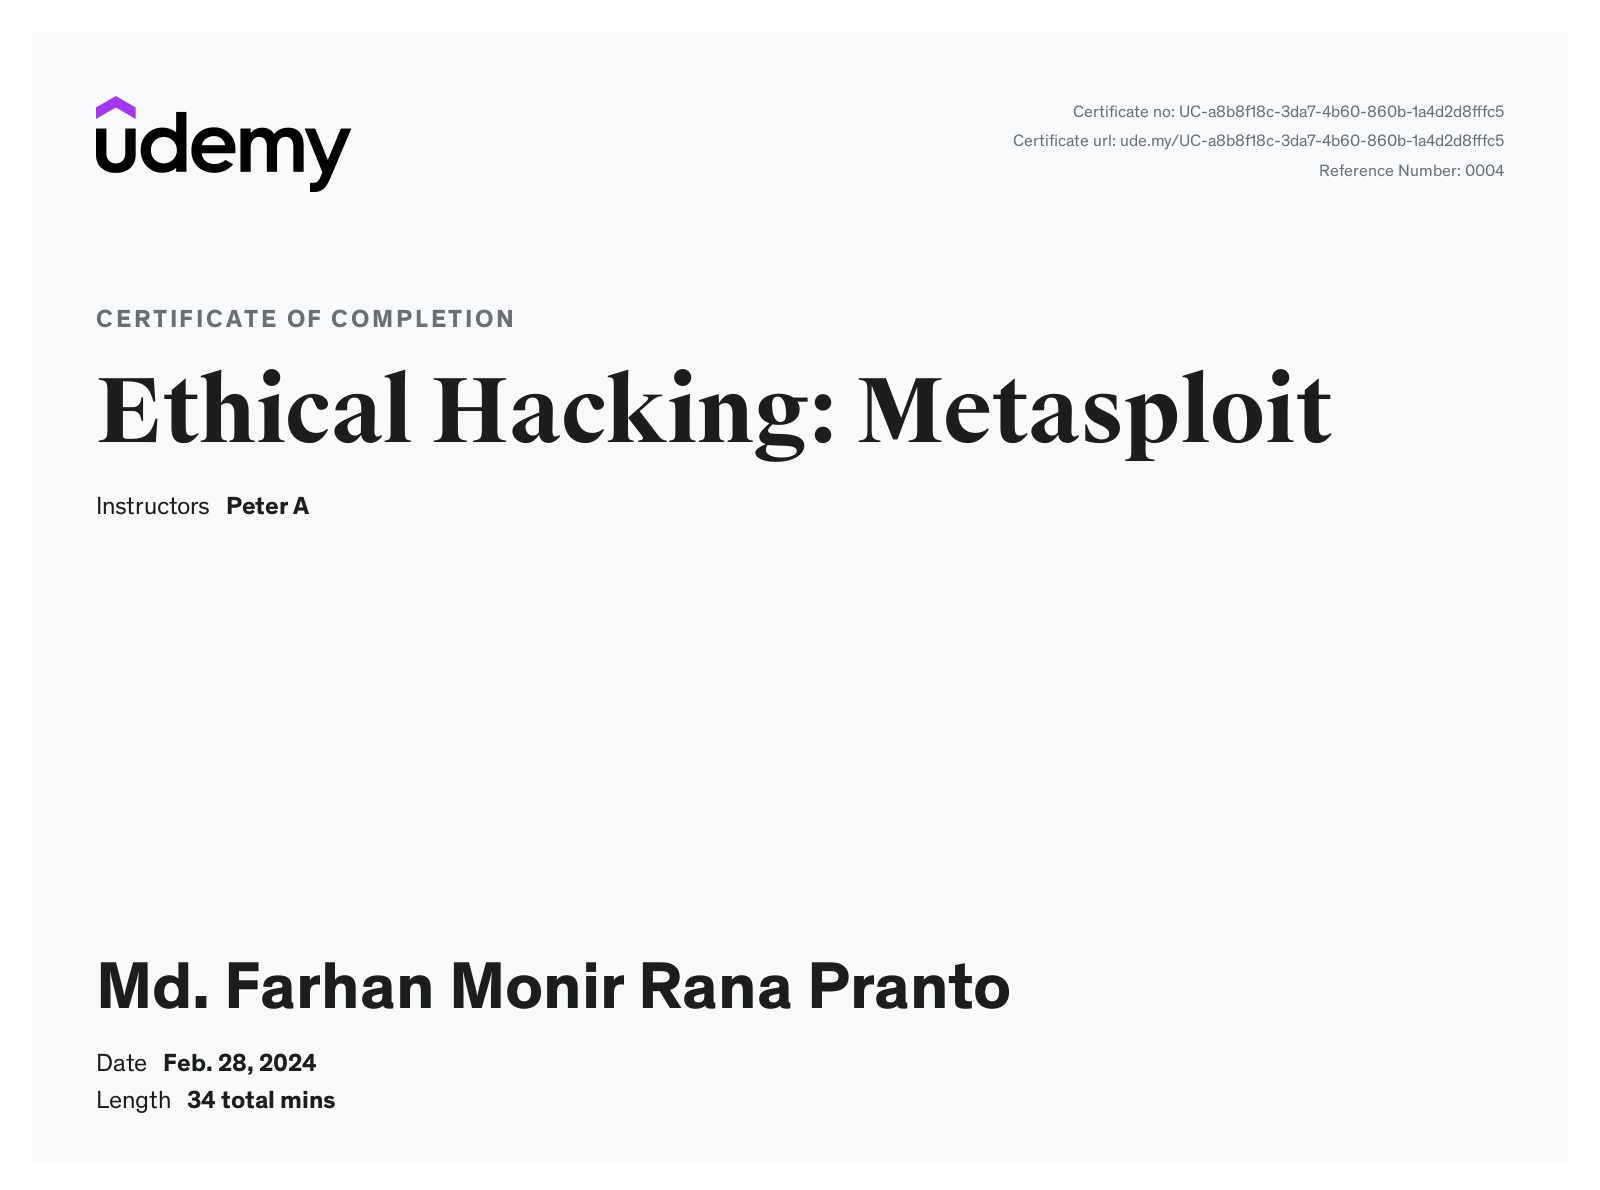 udemy
Certificate no: UC-a8b8f18c-3da7-4b60-860b-1a4d2d8fffc5
Certificate url: ude.my/UC-a8b8f18c-3da7-4b60-860b-1a4d2d8fffc5
Reference Number: 0004
CERTIFICATE OF COMPLETION
Ethical Hacking: Metasploit
Instructors Peter A
Md. Farhan Monir Rana Pranto
Date Feb. 28, 2024
Length 34 total mins